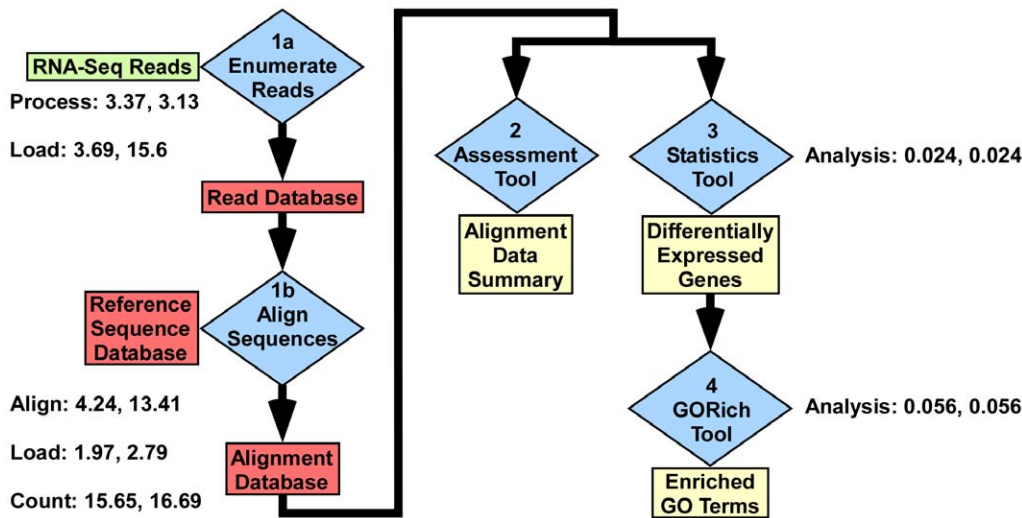 1a
Enumerate
Reads
RNA-Seq Reads
Process: 3.37, 3.13
Load: 3.69, 15.6
Read Database
1b
Align
Sequences
Reference
Sequence
Database
Align: 4.24, 13.41
Load: 1.97, 2.79
Count: 15.65, 16.69
Alignment
Database
2
Assessment
Tool
Alignment
Data
Summary
3
Statistics
Tool
Analysis: 0.024, 0.024
Differentially
Expressed
Genes
4
GORich
Tool
Analysis: 0.056, 0.056
Enriched
GO Terms